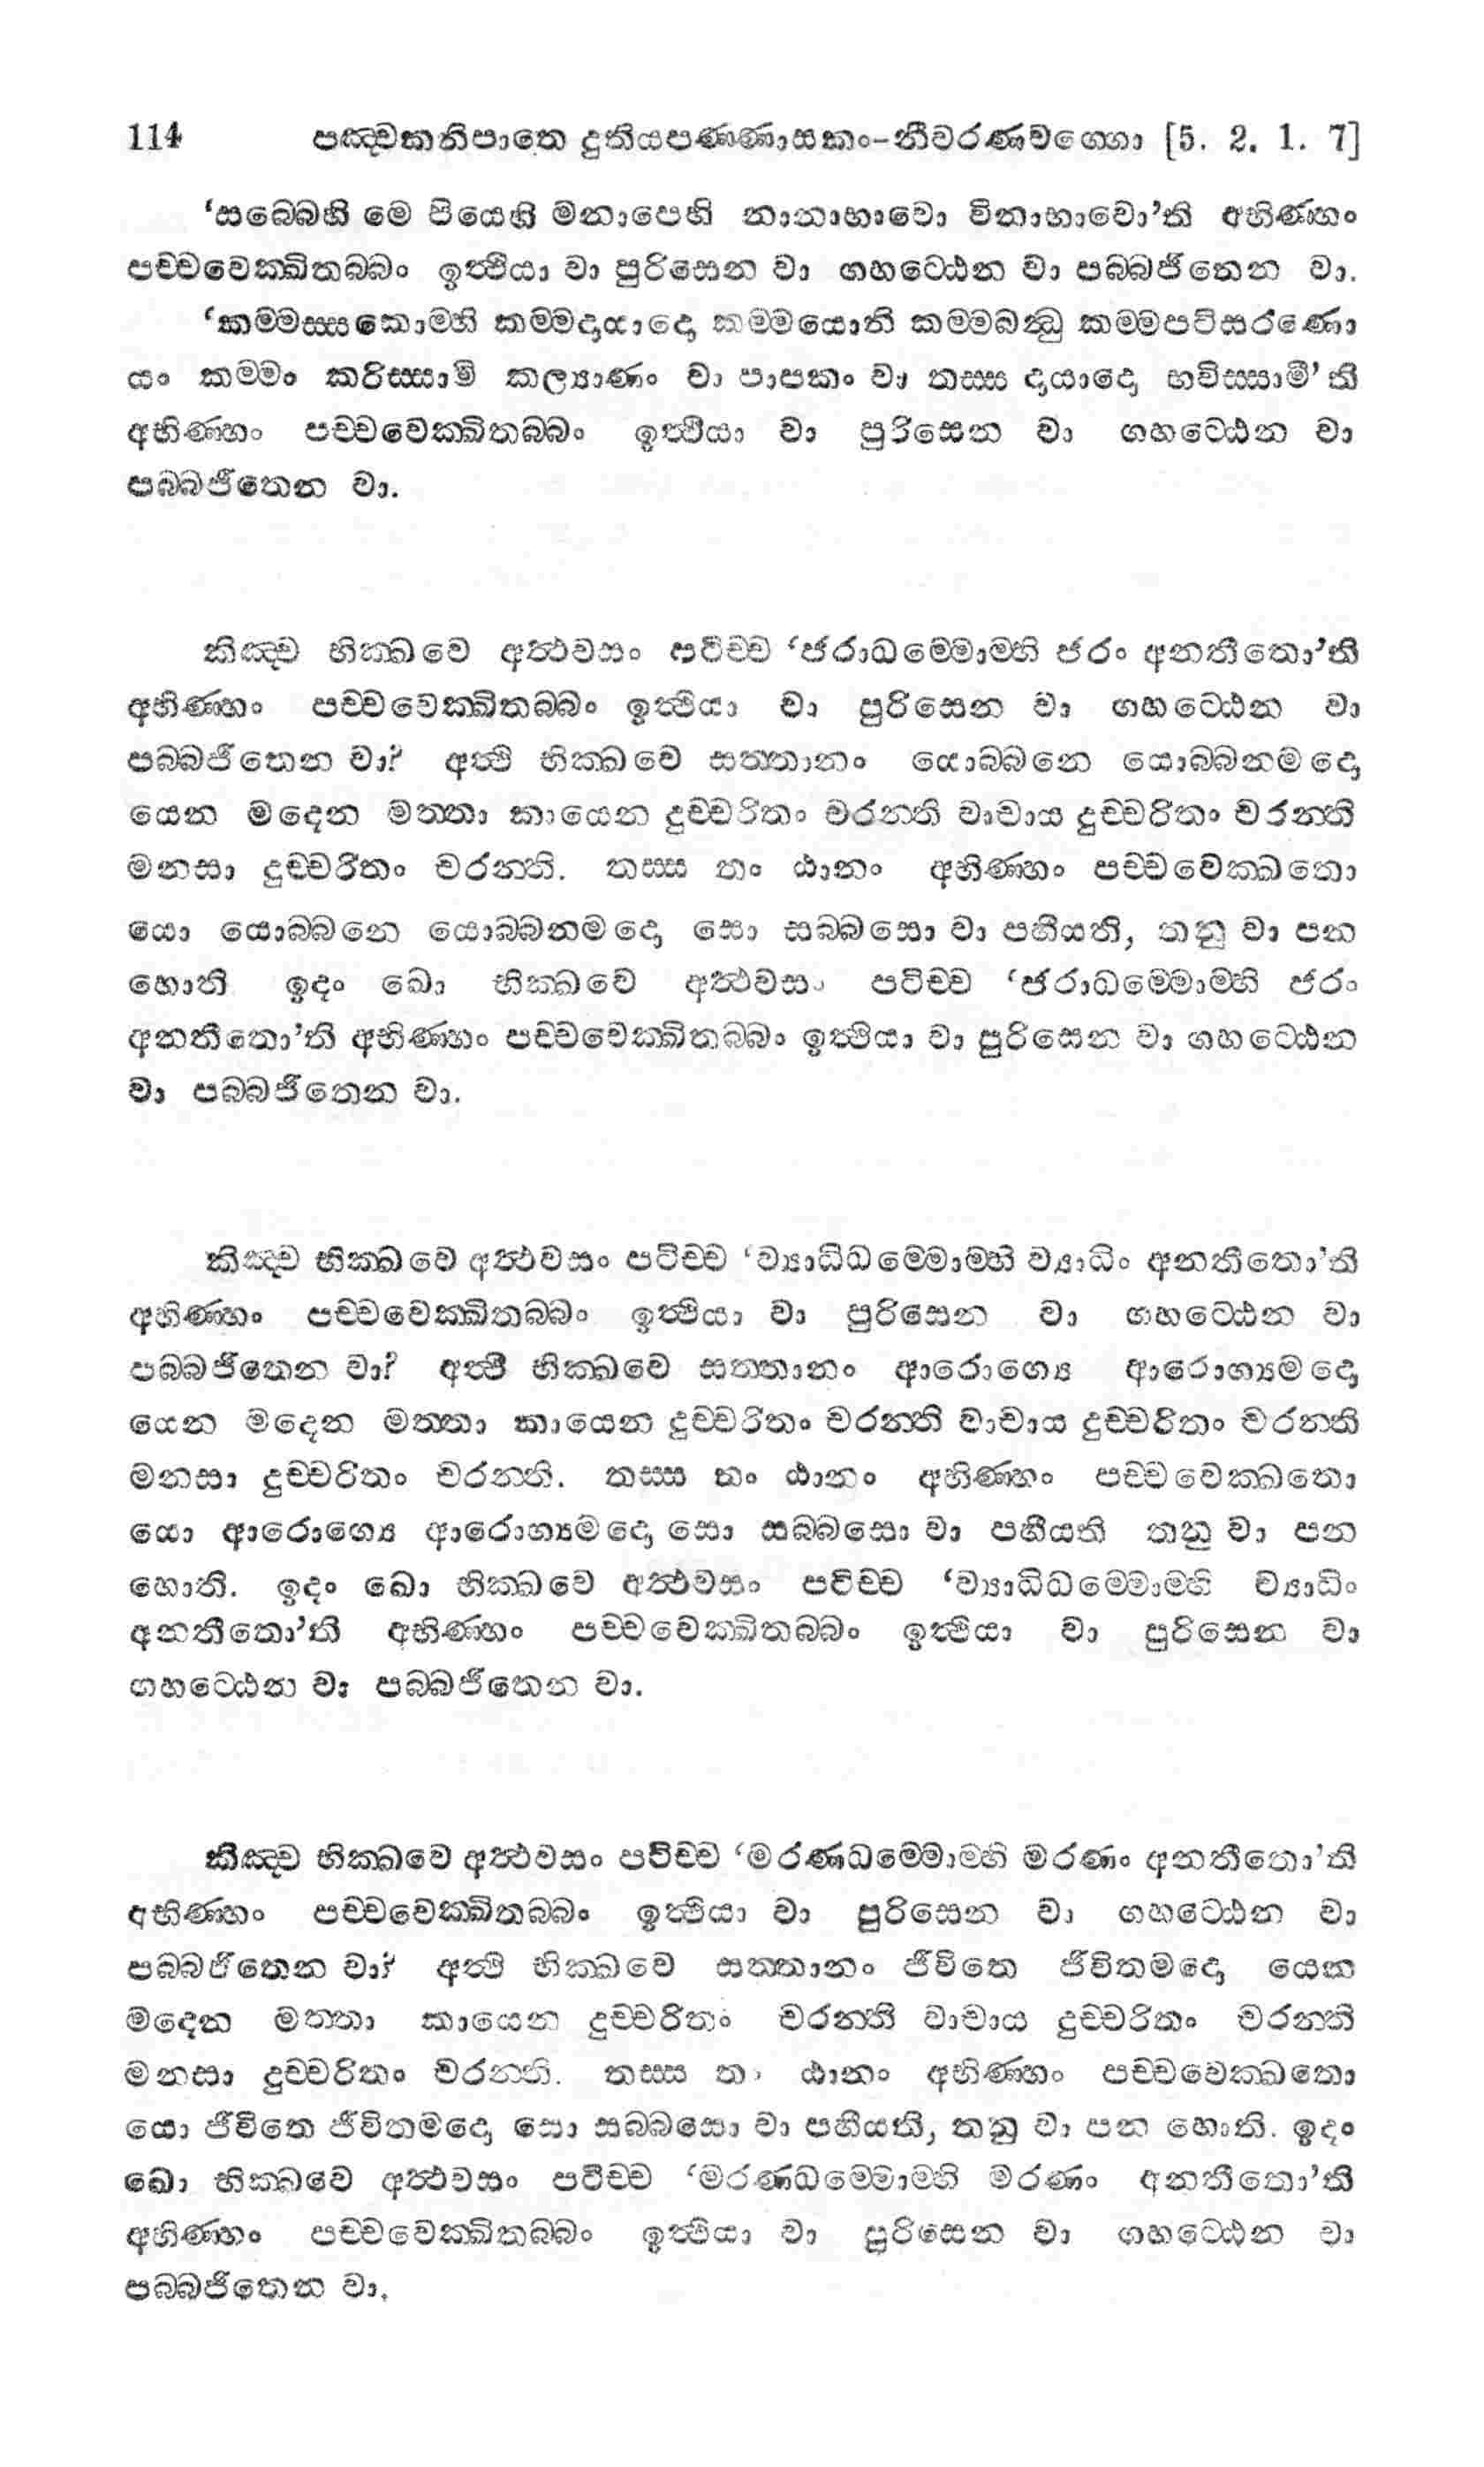 114 පඤ්චකනිපාතෙ දුතියපණ්ණාසකං-නීවරණවග්ගො [5. 2. 1. 7]
‘සබ්බෙහි මෙ පියෙහි මනාපෙහි නානාභාවො විනාභාවො’ති අභිණ්හං
පච්චවෙක්ඛිතබ්බං ඉත්ථියා වා පුරිසෙන වා ගහට්ඨෙන වා පබ්බජිතෙන වා.
‘කම්මස්සකොම්හි කම්මදායාදො කම්මයොනි කම්මබන්ධු කම්මපටිසරණො
යං කම්මං කරිස්සාමි කල්‍යාණං වා පාපකං වා තස්ස දායාදො භවිස්සාමී’ති
අභිණ්හං පච්චවෙක්ඛිතබ්බං ඉත්ථියා වා පුරිසෙන වා ගහට්ඨෙන වා
පබ්බජිතෙන වා.
කිඤ්ච භික්ඛවෙ අත්ථවසං පටිච්ච ‘ජරාධම්මොම්හි ජරං අනතීතො’ති
අභිණ්හං පච්චවෙක්ඛිතබ්බං ඉත්ථියා වා පුරිසෙන වා ගහට්ඨෙන වා
පබ්බජිතෙන වා? අත්ථි භික්ඛවෙ සත්තානං යොබ්බනෙ යොබ්බනමදො,
යෙන මදෙන මත්තා කායෙන දුච්චරිතං චරන්ති වාචාය දුච්චරිතං චරන්ති
මනසා දුච්චරිතං චරන්ති. තස්ස තං ඨානං අභිණ්හං පච්චවෙක්ඛතො
යො යොබ්බනෙ යොබ්බනමදො, සො සබ්බසො වා පහීයති, තනු වා පන
හොති ඉදං ඛො භික්ඛවෙ අත්ථවසං පටිච්ච ‘ජරාධම්මොම්හි ජරං
අනතීතො’ති අභිණ්හං පච්චවෙක්ඛිතබ්බං ඉත්ථියා වා පුරිසෙන වා ගහට්ඨෙන
වා පබ්බජිතෙන වා.
කිඤ්ච භික්ඛවෙ අත්ථවසං පටිච්ච ‘ව්‍යාධිධම්මොම්හි ව්‍යාධිං අනතීතො’ති
අභිණ්හං පච්චවෙක්ඛිතබ්බං ඉත්ථියා වා පුරිසෙන වා ගහට්ඨෙන වා
පබ්බජිතෙන වා? අත්ථි භික්ඛවෙ සත්තානං ආරොග්‍යෙ ආරොග්‍යමදො,
යෙන මදෙන මත්තා කායෙන දුච්චරිතං චරන්ති වාචාය දුච්චරිතං චරන්ති
මනසා දුච්චරිතං චරන්ති. තස්ස තං ඨානං අභිණ්හං පච්චවෙක්ඛතො
යො ආරොග්‍යෙ ආරොග්‍යමදො, සො සබ්බසො වා පහීයති තනු වා පන
හොති. ඉදං ඛො භික්ඛවෙ අත්ථවසං පටිච්ච ‘ව්‍යාධිධම්මොම්හි ව්‍යාධිං
අනතීතො’ති අභිණ්හං පච්චවෙක්ඛිතබ්බං ඉත්ථියා වා පුරිසෙන වා
ගහට්ඨෙන වා පබ්බජිතෙන වා.
කිඤ්ච භික්ඛවෙ අත්ථවසං පටිච්ච ‘මරණධම්මොම්හි මරණං අනතීතො’ති
අභිණ්හං පච්චවෙක්ඛිතබ්බං ඉත්ථියා වා පුරිසෙන වා ගහට්ඨෙන වා
පබ්බජිතෙන වා? අත්ථි භික්ඛවෙ සත්තානං ජීවිතෙ ජීවිතමදො, යෙන
මදෙන මත්තා කායෙන දුච්චරිතං චරන්ති වාචාය දුච්චරිතං චරන්ති
මනසා දුච්චරිතං චරන්ති. තස්ස තං ඨානං අභිණ්හං පච්චවෙක්ඛතො
යො ජීවිතෙ ජීවිතමදො, සො සබ්බසො වා පහීයති, තනු වා පන හොති. ඉදං
ඛො භික්ඛවෙ අත්ථවසං පටිච්ච ‘මරණධම්මොම්හි මරණං අනතීතො’ති
අභිණ්හං පච්චවෙක්ඛිතබ්බං ඉත්ථියා වා පුරිසෙන වා ගහට්ඨෙන වා
පබ්බජිතෙන වා.